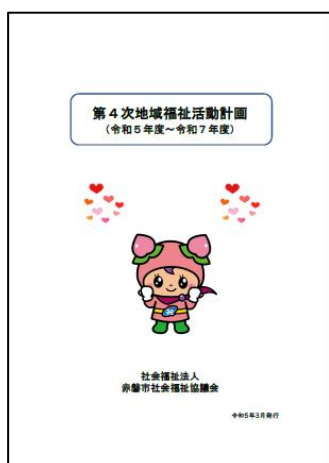 第４次地域福祉活動計画
（令和５年度～令和７年度）
社会福祉法人
赤磐市社会福祉協議会
令和5年3月発行